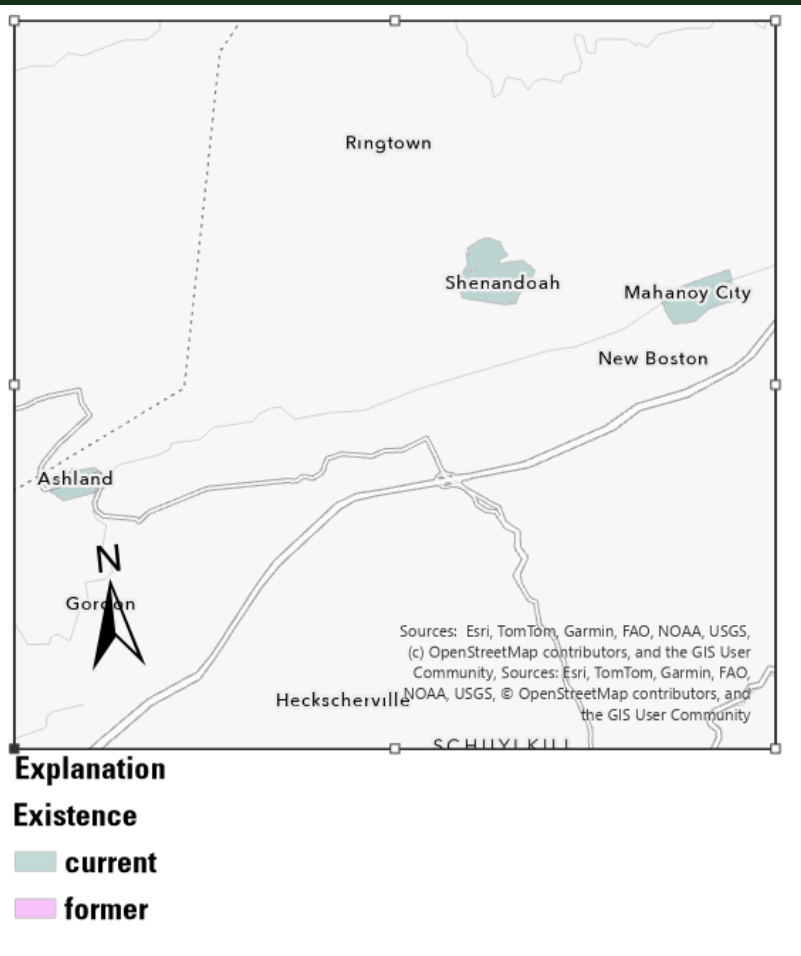 Ringtown
Shenandoah
Mahanoy City
New Boston
Ashland
N
Gordon
Sources: Esri, TomTom, Garmin, FAO, NOAA, USGS,
(c) OpenStreetMap contributors, and the GIS User
Community, Sources: Esri, TomTom, Garmin, FAO,
NOAA, USGS, © OpenStreetMap contributors, and
the GIS User Community
Heckscherville
SCHUYLKILL
Explanation
Existence
current
former